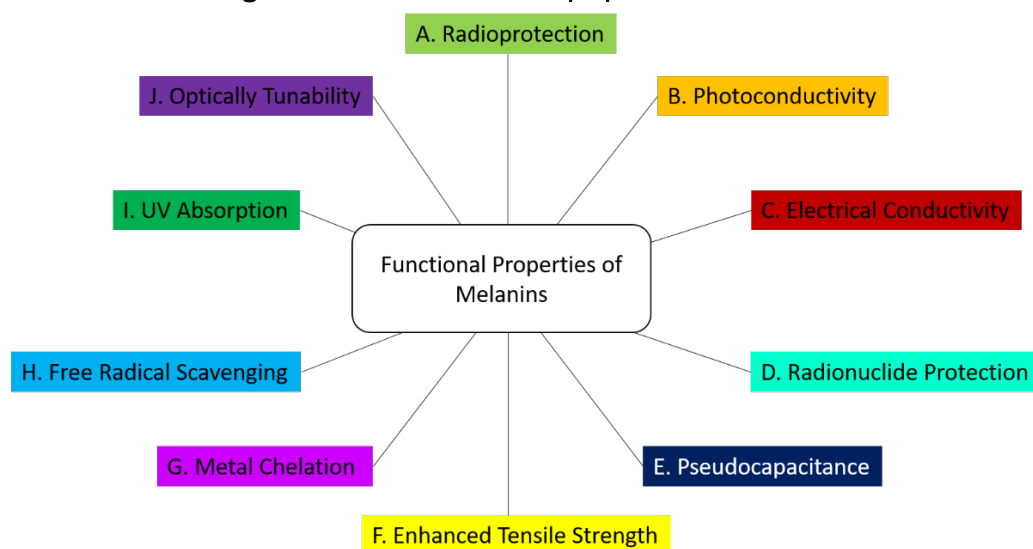 A. Radioprotection
J. Optically Tunability
B. Photoconductivity
I. UV Absorption
C. Electrical Conductivity
Functional Properties of
Melanins
H. Free Radical Scavenging
D. Radionuclide Protection
G. Metal Chelation
E. Pseudocapacitance
F. Enhanced Tensile Strength